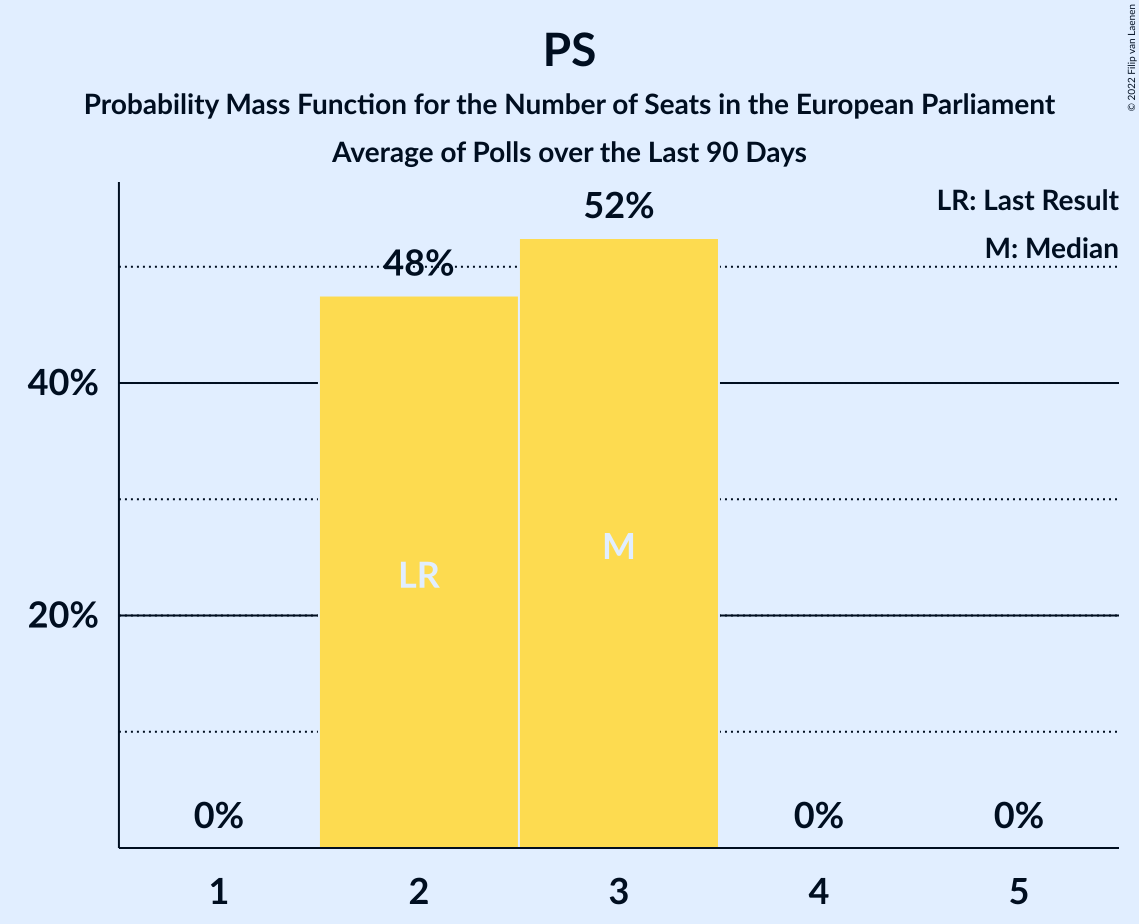 PS
Probability Mass Function for the Number of Seats in the European Parliament
Average of Polls over the Last 90 Days
© 2022 Filip van Laenen
LR: Last Result
M: Median
52%
48%
40%
20%
LR
M
0%
0%
0%
1
2
3
4
5